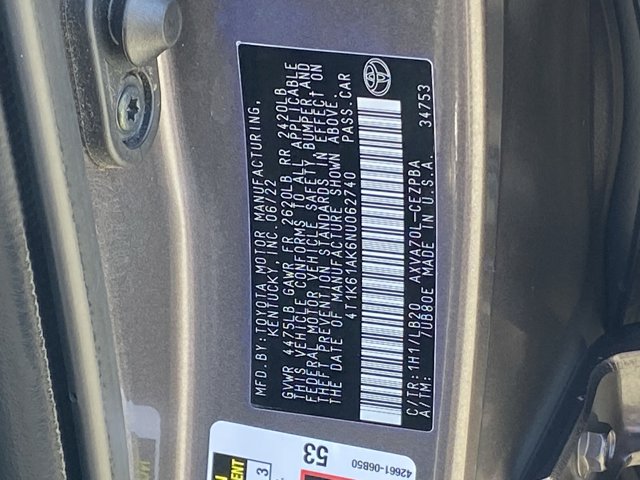 MFD. BY: TOYOTA MOTOR MANUFACTURING,
KENTUCKY, INC. 06/22
GVWR 4475LB GAWR FR 2620LB RR 2420LB
THIS VEHICLE CONFORMS TO ALL APPLICABLE
FEDERAL MOTOR VEHICLE SAFETY BUMPER AND
THEFT PREVENTION STANDARDS IN EFFECT ON
THE DATE OF MANUFACTURE SHOWN ABOVE.
4T1K61AK6NU062740 PASS.CAR
C/TR:1H1/LB20 AXVA70L-CEZPBA
A/TM: 7UB80E MADE IN U.S.A. 34753
53
42661-06B50
3